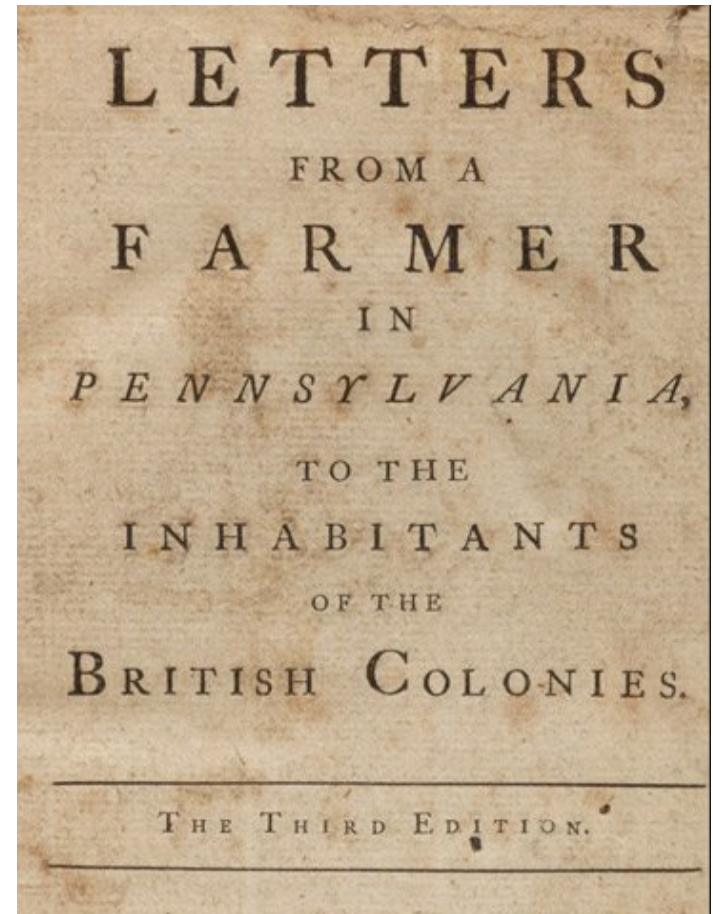 LETTERS
FROM A
FARMER
IN
PENNSYLVANIA,
TO THE
INHABITANTS
OF THE
BRITISH COLONIES.
THE THIRD EDITION.